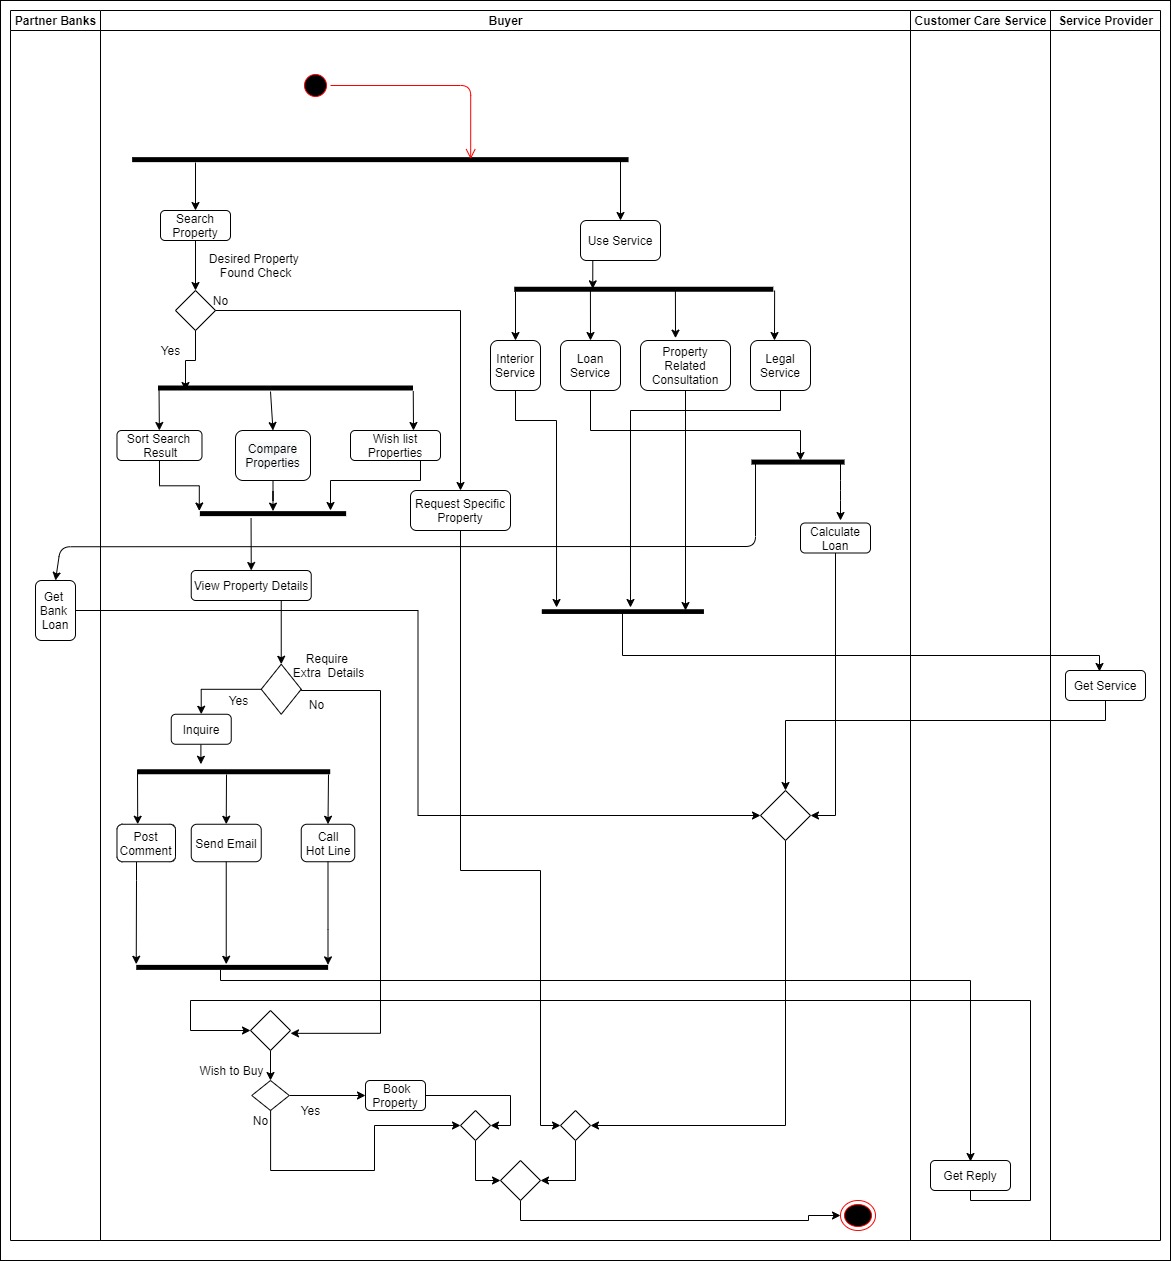 Partner Banks
Buyer
Customer Care Service
Service Provider
Search
Property
Use Service
Desired Property
Found Check
No
Yes
Interior
Service
Loan
Service
Property
Related
Consultation
Legal
Service
Sort Search
Result
Compare
Properties
Wish list
Properties
Request Specific
Property
Calculate
Loan
View Property Details
Get
Bank
Loan
Require
Extra Details
Yes
No
Get Service
Inquire
Post
Comment
Send Email
Call
Hot Line
Wish to Buy
Book
Property
Yes
No
Get Reply